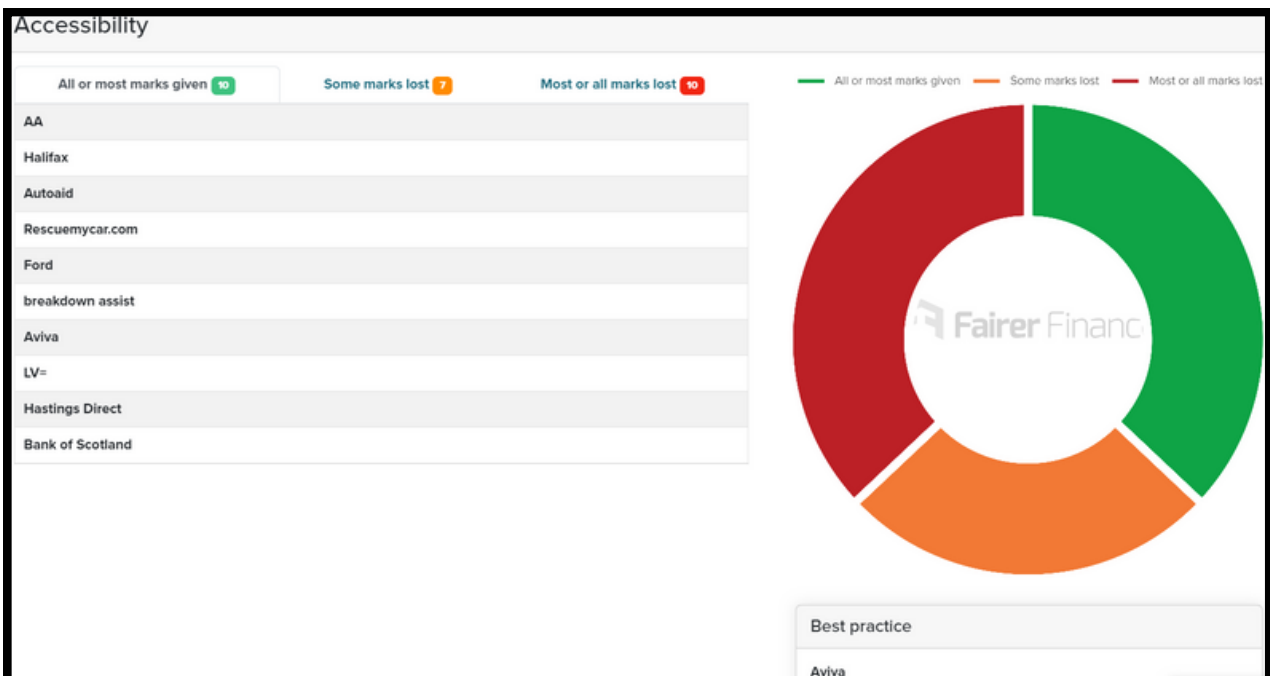 Accessibility
All or most marks given 10 Some marks lost 7 Most or all marks lost 10
AA
Halifax
Autoaid
Rescuemycar.com
Ford
breakdown assist
Aviva
LV=
Hastings Direct
Bank of Scotland
All or most marks given Some marks lost Most or all marks lost
Fairer Financ
Best practice
Aviva